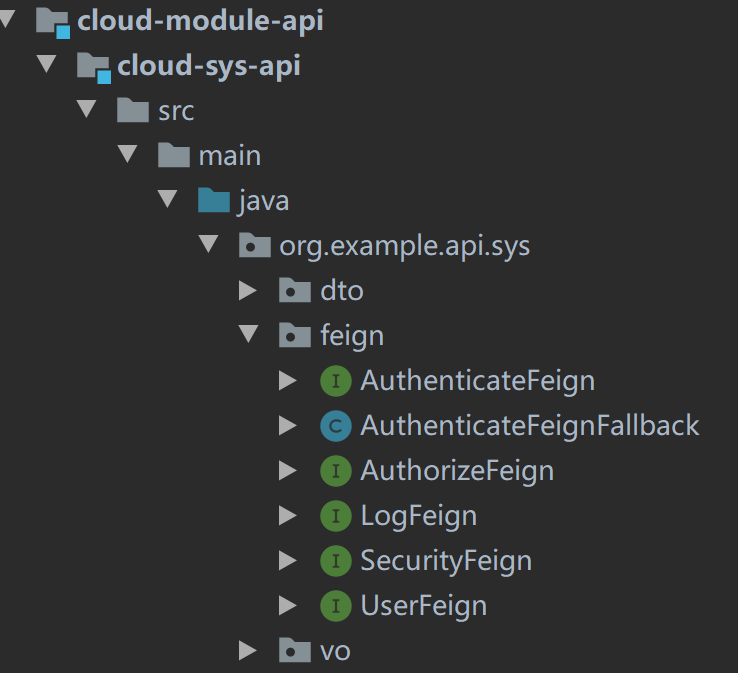 cloud-module-api
cloud-sys-api
src
main
java
org.example.api.sys
dto
feign
I AuthenticateFeign
C AuthenticateFeignFallback
I AuthorizeFeign
I LogFeign
I SecurityFeign
I UserFeign
vo